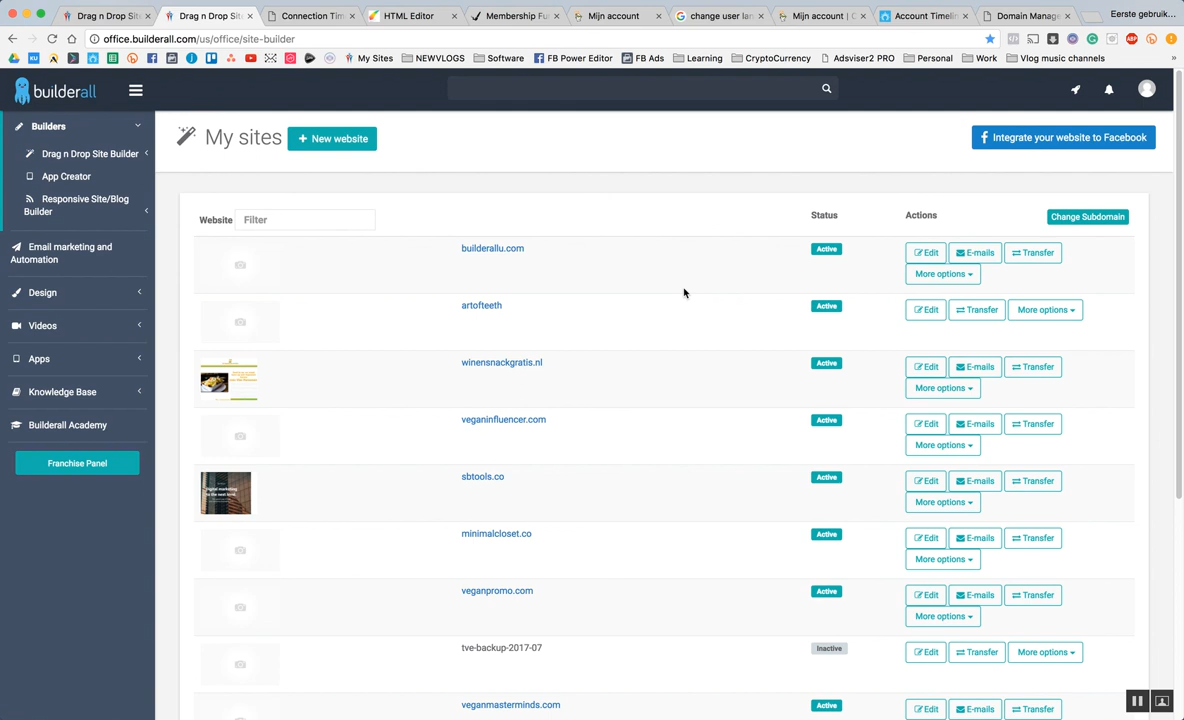 Drag n Drop Sit
Drag n Drop Sit
Connection Tim
HTML Editor
Membership Fu
Mijn account
change user lan
Mijn account | C
Account Timelin
Domain Manag
Eerste gebruik...
office.builderall.com/us/office/site-builder
My Sites
NEWVLOGS
Software
FB Power Editor
FB Ads
Learning
CryptoCurrency
Adviser2 PRO
Personal
Work
Vlog music channels
»
builderall
Builders
Drag n Drop Site Builder
App Creator
Responsive Site/Blog
Builder
Email marketing and
Automation
Design
Videos
Apps
Knowledge Base
Builderall Academy
Franchise Panel
My sites
+ New website
Integrate your website to Facebook
Website Filter Status Actions Change Subdomain
builderallu.com Active Edit E-mails Transfer
More options
artofteeth Active Edit Transfer More options
winensnackgratis.nl Active Edit E-mails Transfer
More options
veganinfluencer.com Active Edit E-mails Transfer
More options
sbtools.co Active Edit E-mails Transfer
More options
minimalcloset.co Active Edit E-mails Transfer
More options
veganpromo.com Active Edit E-mails Transfer
More options
tve-backup-2017-07 Inactive Edit Transfer More options
veganmasterminds.com Active Edit E-mails Transfer